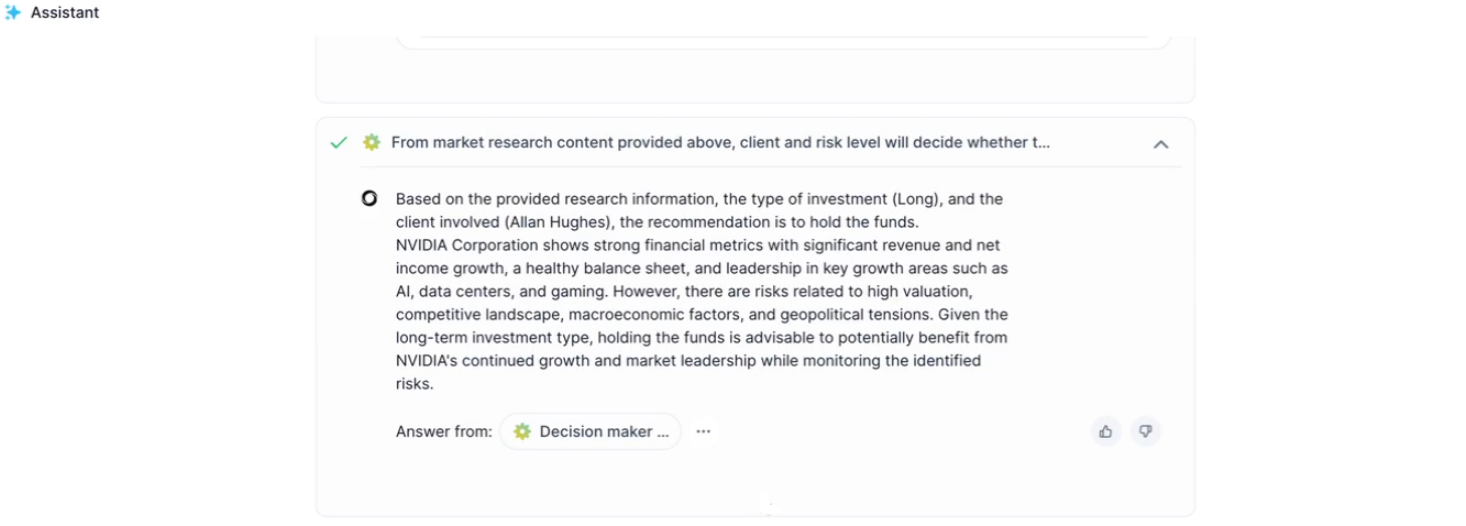 Assistant
From market research content provided above, client and risk level will decide whether t...
Based on the provided research information, the type of investment (Long), and the
client involved (Allan Hughes), the recommendation is to hold the funds.
NVIDIA Corporation shows strong financial metrics with significant revenue and net
income growth, a healthy balance sheet, and leadership in key growth areas such as
AI, data centers, and gaming. However, there are risks related to high valuation,
competitive landscape, macroeconomic factors, and geopolitical tensions. Given the
long-term investment type, holding the funds is advisable to potentially benefit from
NVIDIA's continued growth and market leadership while monitoring the identified
risks.
Answer from: Decision maker ...